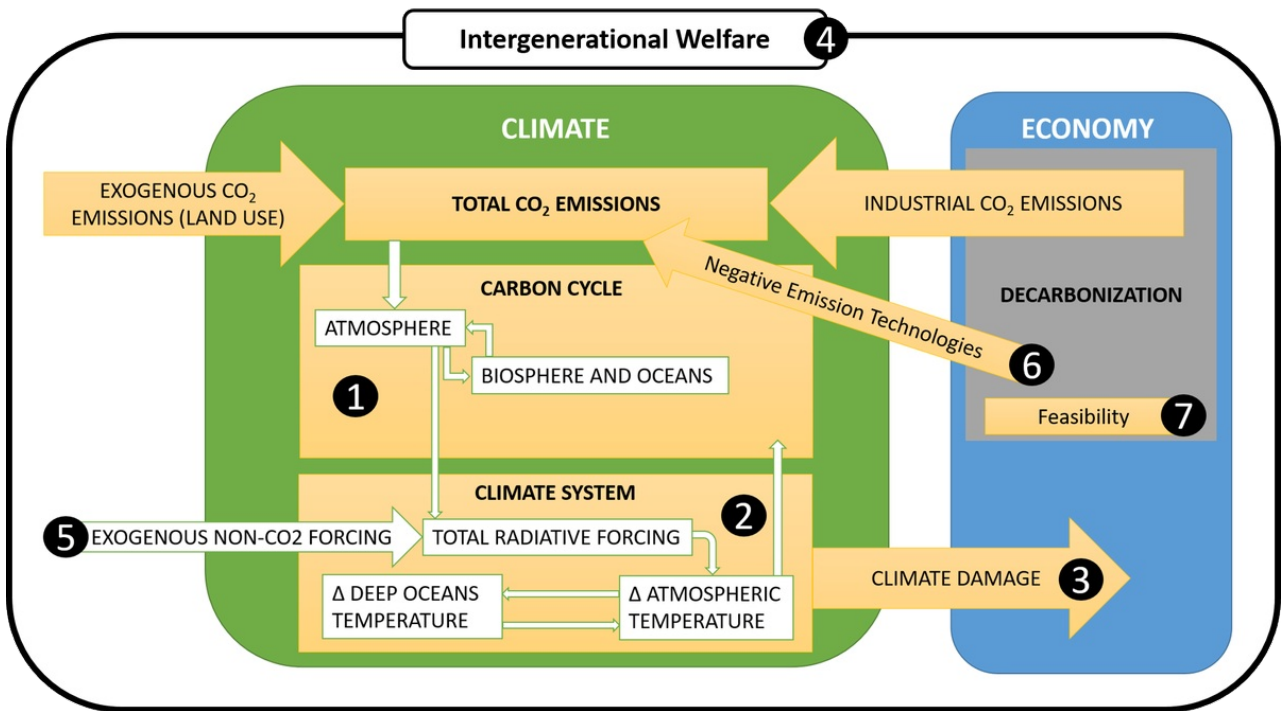 Intergenerational Welfare 4
CLIMATE
ECONOMY
EXOGENOUS CO₂
EMISSIONS (LAND USE)
TOTAL CO₂ EMISSIONS
INDUSTRIAL CO₂ EMISSIONS
Negative Emission Technologies
6
DECARBONIZATION
Feasibility 7
CARBON CYCLE
ATMOSPHERE
BIOSPHERE AND OCEANS
1
CLIMATE SYSTEM
2
5 EXOGENOUS NON-CO2 FORCING
TOTAL RADIATIVE FORCING
Δ DEEP OCEANS
TEMPERATURE
Δ ATMOSPHERIC
TEMPERATURE
CLIMATE DAMAGE 3